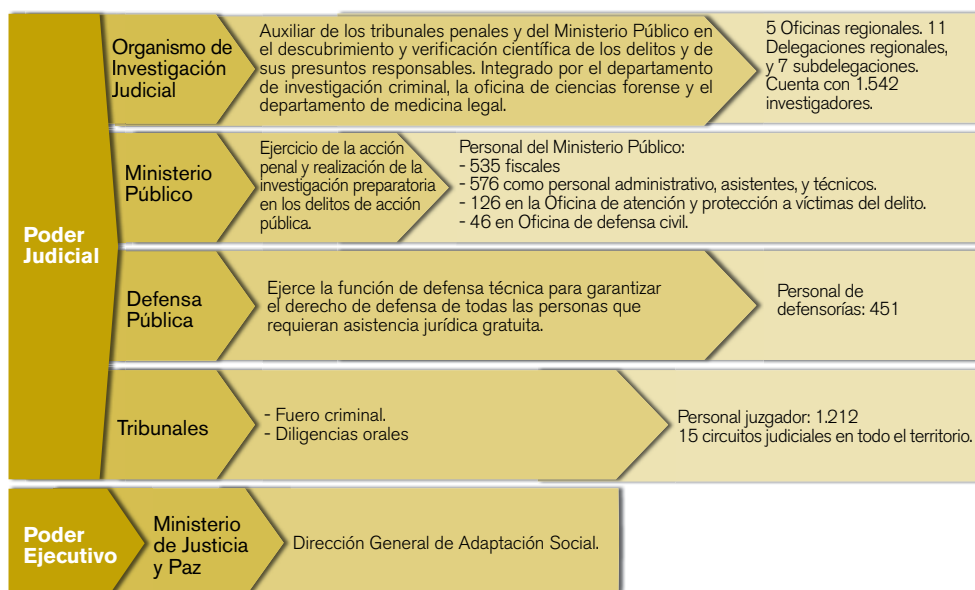 Poder
Judicial
Organismo de
Investigación
Judicial
Auxiliar de los tribunales penales y del Ministerio Público en
el descubrimiento y verificación científica de los delitos y de
sus presuntos responsables. Integrado por el departamento
de investigación criminal, la oficina de ciencias forense y el
departamento de medicina legal.
5 Oficinas regionales. 11
Delegaciones regionales,
y 7 subdelegaciones.
Cuenta con 1.542
investigadores.
Ministerio
Público
Ejercicio de la acción
penal y realización de la
investigación preparatoria
en los delitos de acción
pública.
Personal del Ministerio Público:
- 535 fiscales
- 576 como personal administrativo, asistentes, y técnicos.
- 126 en la Oficina de atención y protección a víctimas del delito.
- 46 en Oficina de defensa civil.
Defensa
Pública
Ejerce la función de defensa técnica para garantizar
el derecho de defensa de todas las personas que
requieran asistencia jurídica gratuita.
Personal de
defensorías: 451
Tribunales
- Fuero criminal.
- Diligencias orales
Personal juzgador: 1.212
15 circuitos judiciales en todo el territorio.
Poder
Ejecutivo
Ministerio
de Justicia
y Paz
Dirección General de Adaptación Social.